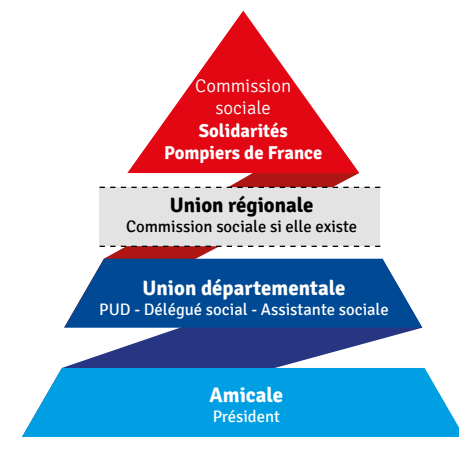 Commission
sociale
Solidarités
Pompiers de France
Union régionale
Commission sociale si elle existe
Union départementale
PUD - Délégué social - Assistante sociale
Amicale
Président